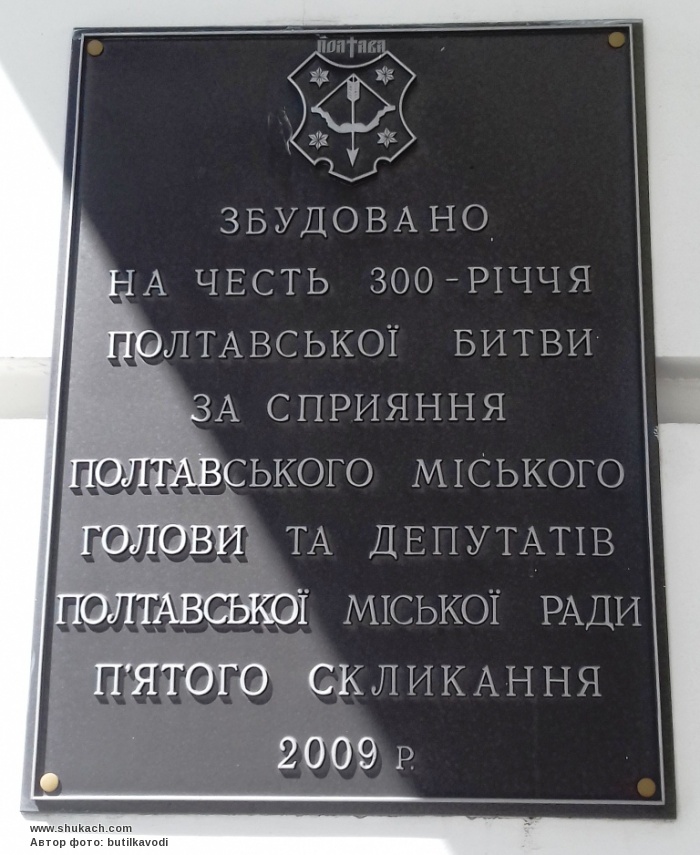 ПОЛТАВА
ЗБУДОВАНО
НА ЧЕСТЬ 300-РІЧЧЯ
ПОЛТАВСЬКОЇ БИТВИ
ЗА СПРИЯННЯ
ПОЛТАВСЬКОГО МІСЬКОГО
ГОЛОВИ ТА ДЕПУТАТІВ
ПОЛТАВСЬКОЇ МІСЬКОЇ РАДИ
П'ЯТОГО СКЛИКАННЯ
2009 Р.
www.shukach.com
Автор фото: butilkavodi